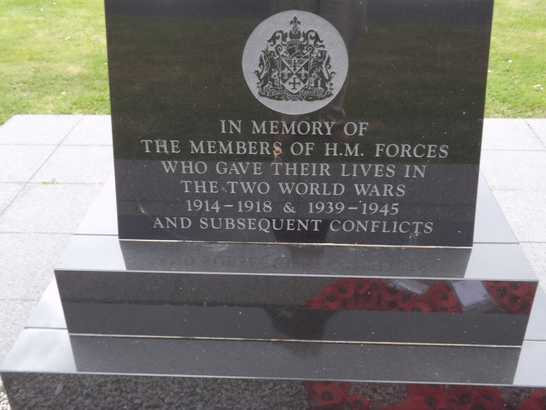 IN MEMORY OF
THE MEMBERS OF H.M. FORCES
WHO GAVE THEIR LIVES IN
THE TWO WORLD WARS
1914-1918 & 1939-1945
AND SUBSEQUENT CONFLICTS